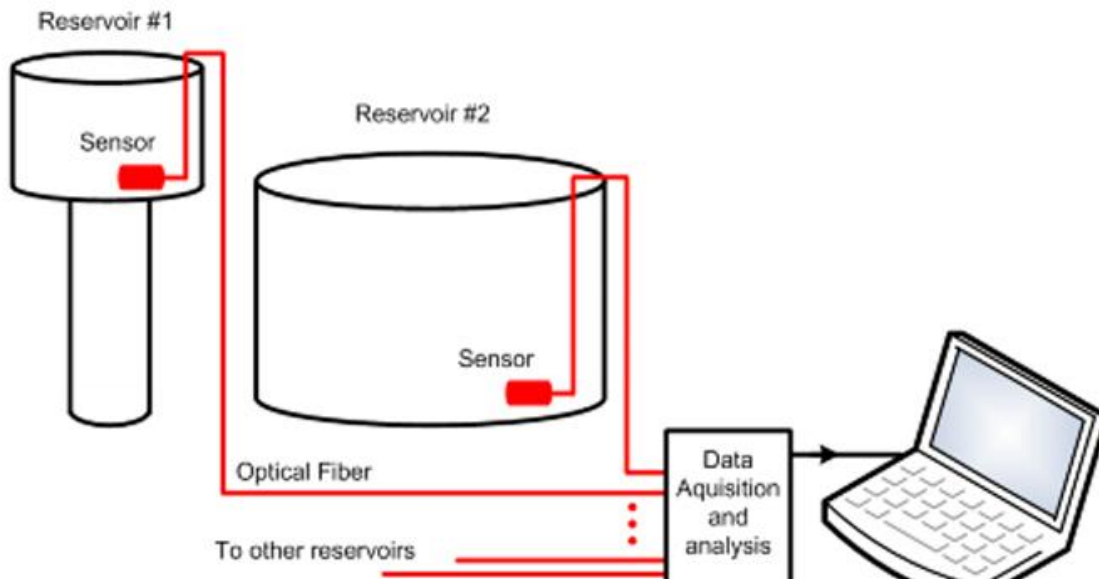 Reservoir #1
Sensor
Reservoir #2
Sensor
Optical Fiber
To other reservoirs
Data
Aquisition
and
analysis